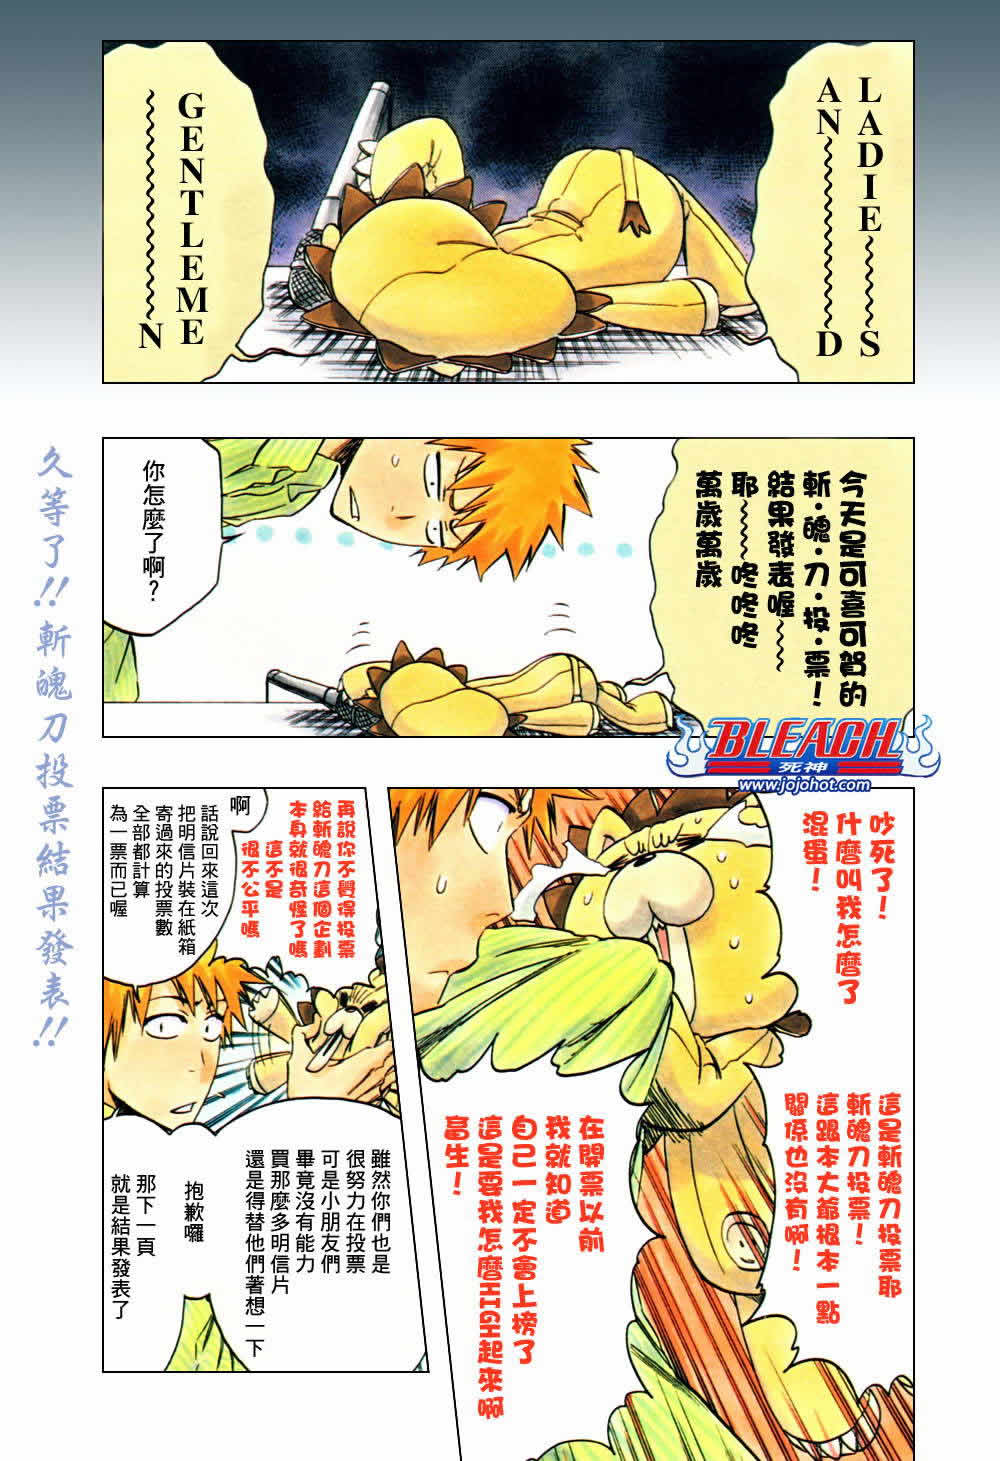 LADIE~~~S
AN~~~~~D
GENTLEME
~~~~~~~N
今天是可喜可賀的
斬・魄・刀・投・票！
結果發表喔~~~
耶~~~咚咚咚
萬歲萬歲
你怎麼了啊？
久等了!!斬魄刀投票結果發表!!
BLEACH
死神
www.jojohot.com
吵死了！
什麼叫我怎麼了
混蛋！
這是斬魄刀投票耶
斬魄刀投票！
這跟本大爺根本一點
關係也沒有啊！
在開票以前
我就知道
自己一定不會上榜了
這是要我怎麼HIGH起來啊
畜生！
再說你不覺得投票
給斬魄刀這個企劃
本身就很奇怪了嗎
這不是
很不公平嗎
啊
話說回來這次
把明信片裝在紙箱
寄過來的投票數
全部都計算
為一票而已喔
雖然你們也是
很努力在投票
可是小朋友們
畢竟沒有能力
買那麼多明信片
還是得替他們著想一下
抱歉囉
那下一頁
就是結果發表了